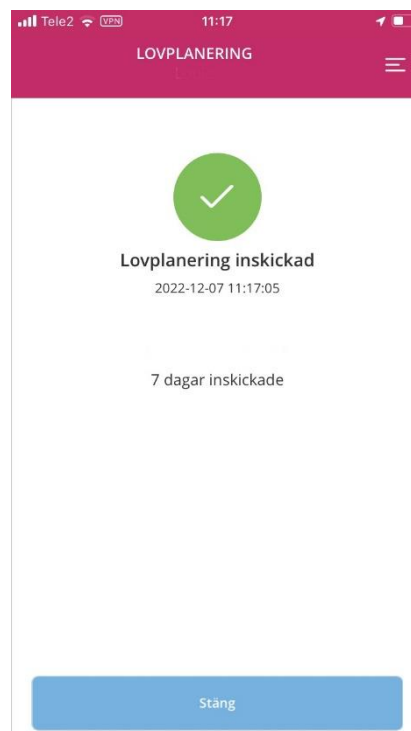 Tele2 VPN 11:17
LOVPLANERING
Lovplanering inskickad
2022-12-07 11:17:05
7 dagar inskickade
Stäng